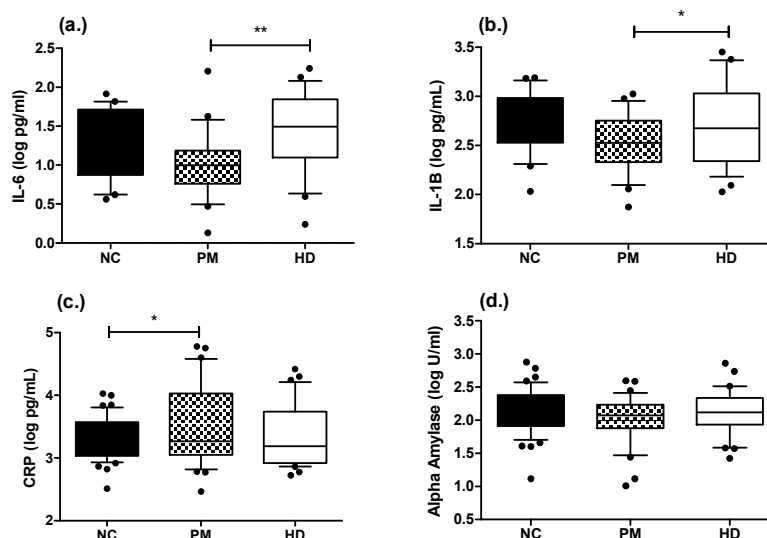 (a.)
**
IL-6 (log pg/ml)
2.5
2.0
1.5
1.0
0.5
0.0
NC PM HD
(b.)
*
IL-1B (log pg/mL)
3.5
3.0
2.5
2.0
1.5
NC PM HD
(c.)
*
CRP (log pg/mL)
5
4
3
2
NC PM HD
(d.)
Alpha Amylase (log U/ml)
3.5
3.0
2.5
2.0
1.5
1.0
0.5
NC PM HD